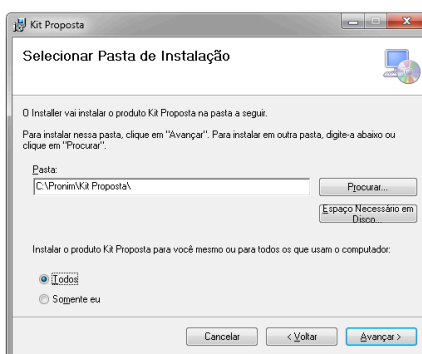 Kit Proposta
Selecionar Pasta de Instalação
O Installer vai instalar o produto Kit Proposta na pasta a seguir.
Para instalar nessa pasta, clique em "Avançar". Para instalar em outra pasta, digite-a abaixo ou
clique em "Procurar".
Pasta:
C:\Pronim\Kit Proposta\
Procurar...
Espaço Necessário em
Disco...
Instalar o produto Kit Proposta para você mesmo ou para todos os que usam o computador:
Todos
Somente eu
Cancelar
< Voltar
Avançar >